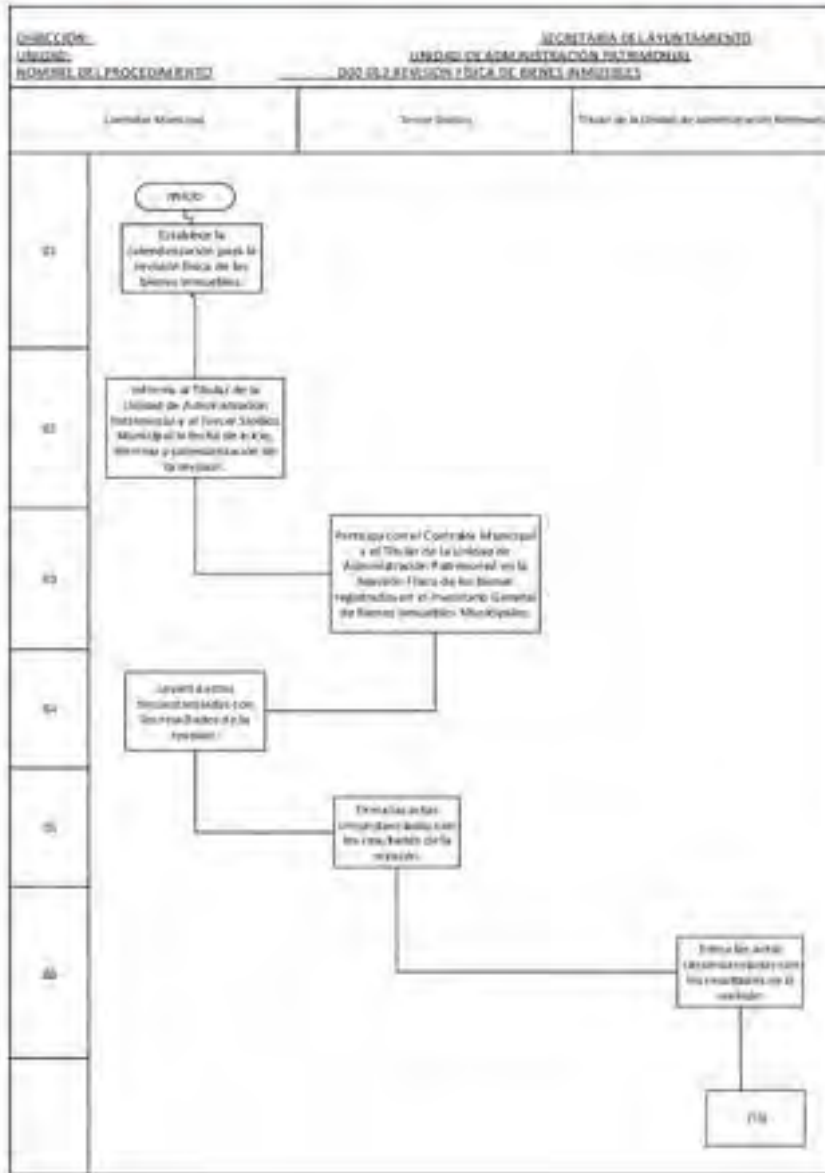 DIRECCIÓN: SECRETARIA DEL AYUNTAMIENTO
UNIDAD: UNIDAD DE ADMINISTRACIÓN PATRIMONIAL
NOMBRE DEL PROCEDIMIENTO REVISIÓN FÍSICA DE BIENES INMUEBLES
Contralor Municipal Tercer Síndico Titular de la Unidad de Administración Patrimonial
INICIO
01
Establece la
calendarización para la
revisión física de los
bienes inmuebles.
02
Informa al Titular de la
Unidad de Administración
Patrimonial y al Tercer Síndico
Municipal la fecha de inicio,
término y calendarización de
la revisión.
03
Participa con el Contralor Municipal
y el Titular de la Unidad de
Administración Patrimonial en la
Revisión Física de los Bienes
registrados en el Inventario General
de Bienes Inmuebles Municipales.
04
Levanta actas
circunstanciadas con
los resultados de la
revisión.
05
Firma las actas
circunstanciadas con
los resultados de la
revisión.
06
Firma las actas
circunstanciadas con
los resultados de la
revisión.